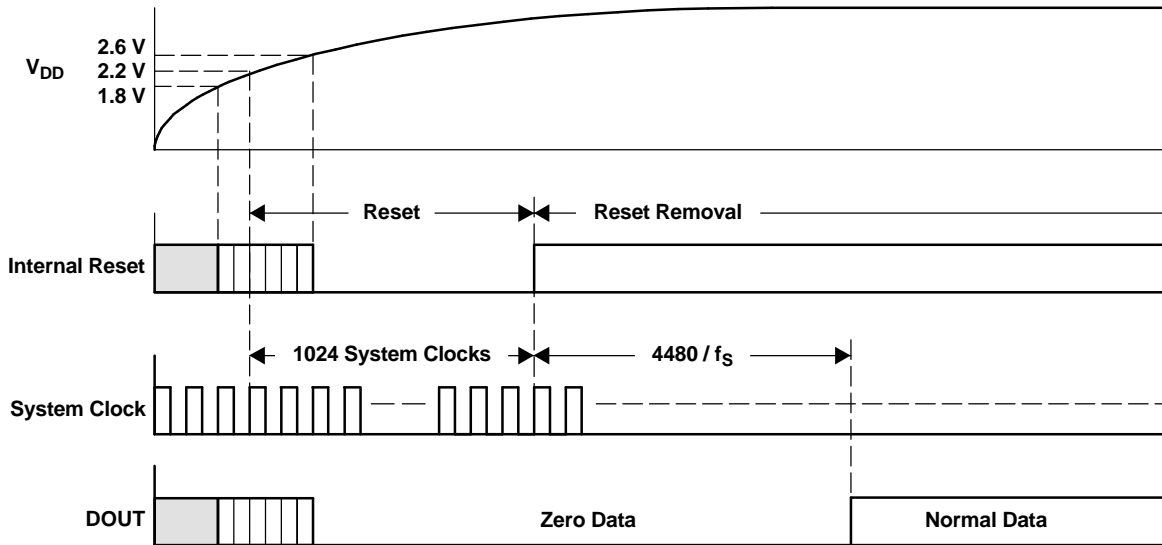 2.6 V
V_DD
2.2 V
1.8 V
Reset
Reset Removal
Internal Reset
1024 System Clocks
4480 / f_S
System Clock
DOUT
Zero Data
Normal Data